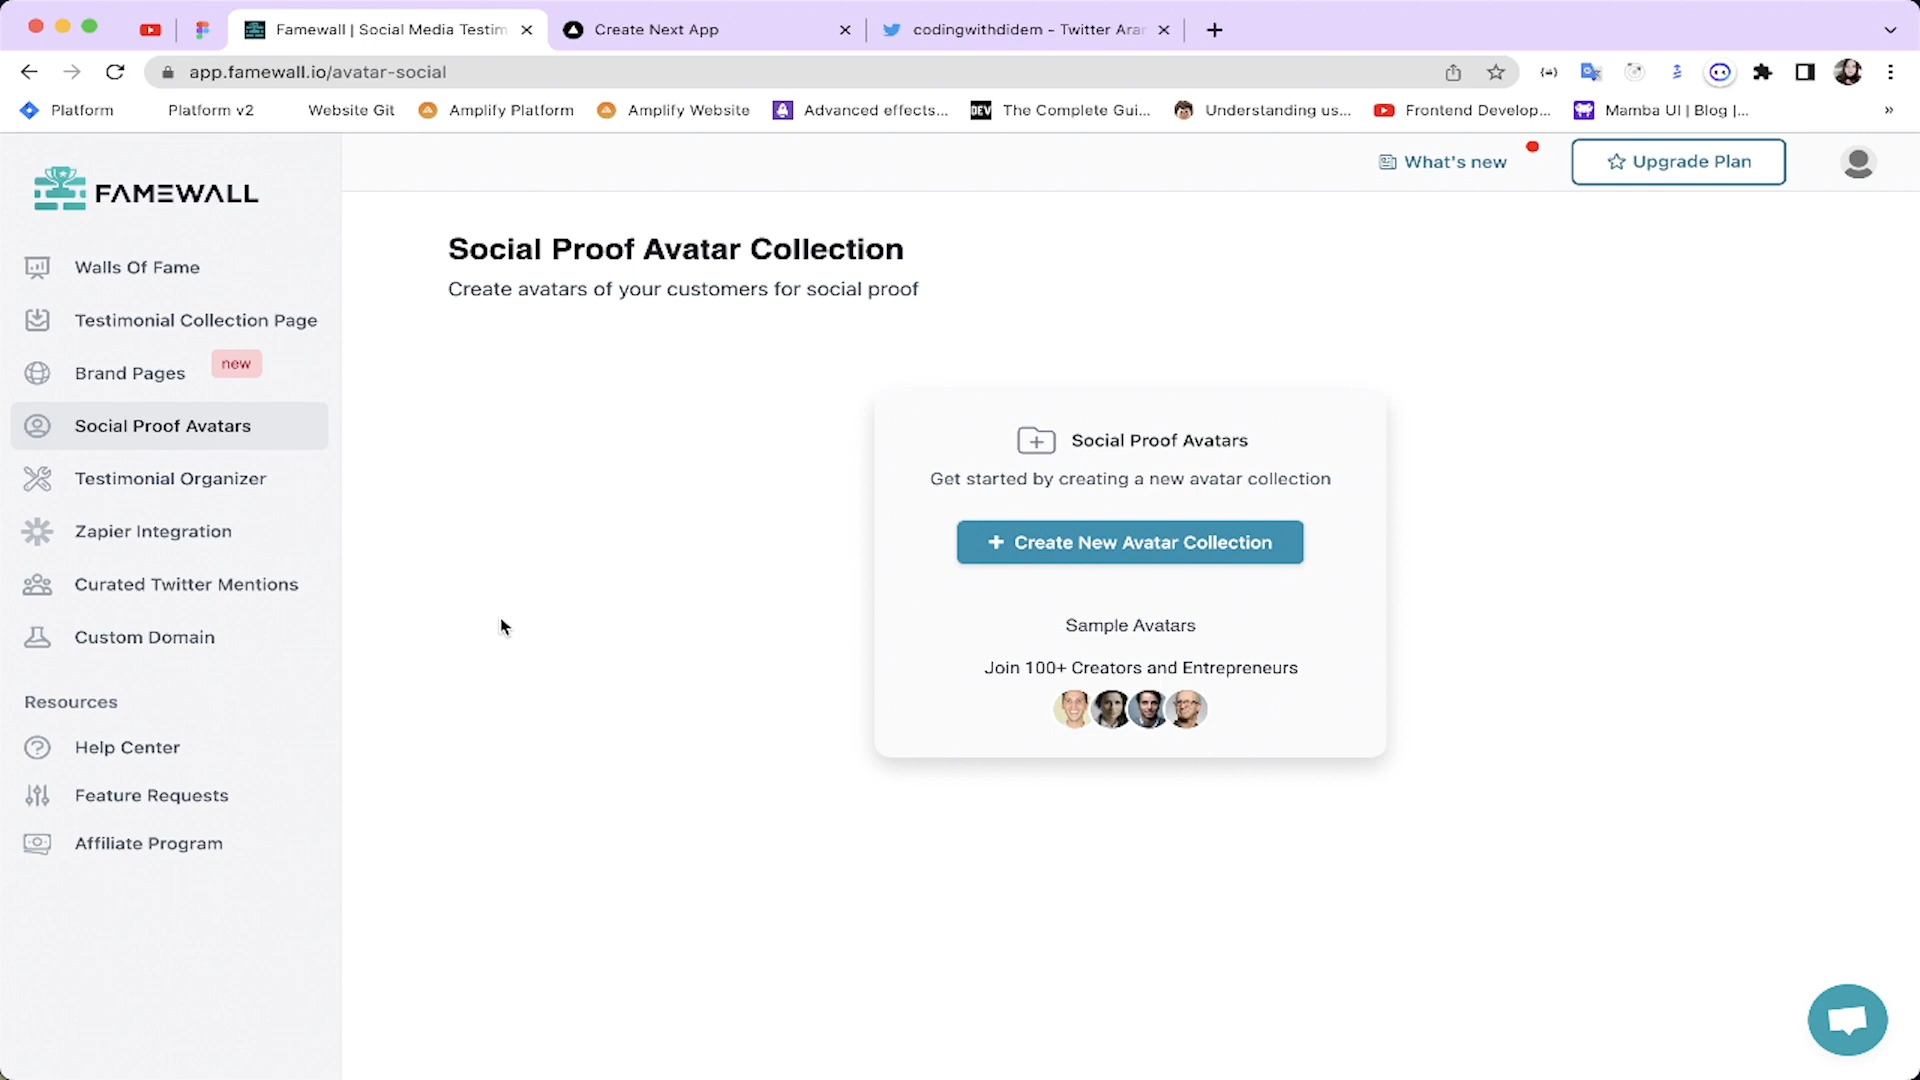 Famewall | Social Media Testim
Create Next App
codingwithdidem - Twitter Arar
app.famewall.io/avatar-social
Platform
Platform v2
Website Git
Amplify Platform
Amplify Website
Advanced effects...
DEV
The Complete Gui...
Understanding us...
Frontend Develop...
Mamba UI | Blog |...
»
FAMEWALL
What's new
Upgrade Plan
Walls Of Fame
Testimonial Collection Page
Brand Pages
new
Social Proof Avatars
Testimonial Organizer
Zapier Integration
Curated Twitter Mentions
Custom Domain
Resources
Help Center
Feature Requests
Affiliate Program
Social Proof Avatar Collection
Create avatars of your customers for social proof
Social Proof Avatars
Get started by creating a new avatar collection
+ Create New Avatar Collection
Sample Avatars
Join 100+ Creators and Entrepreneurs